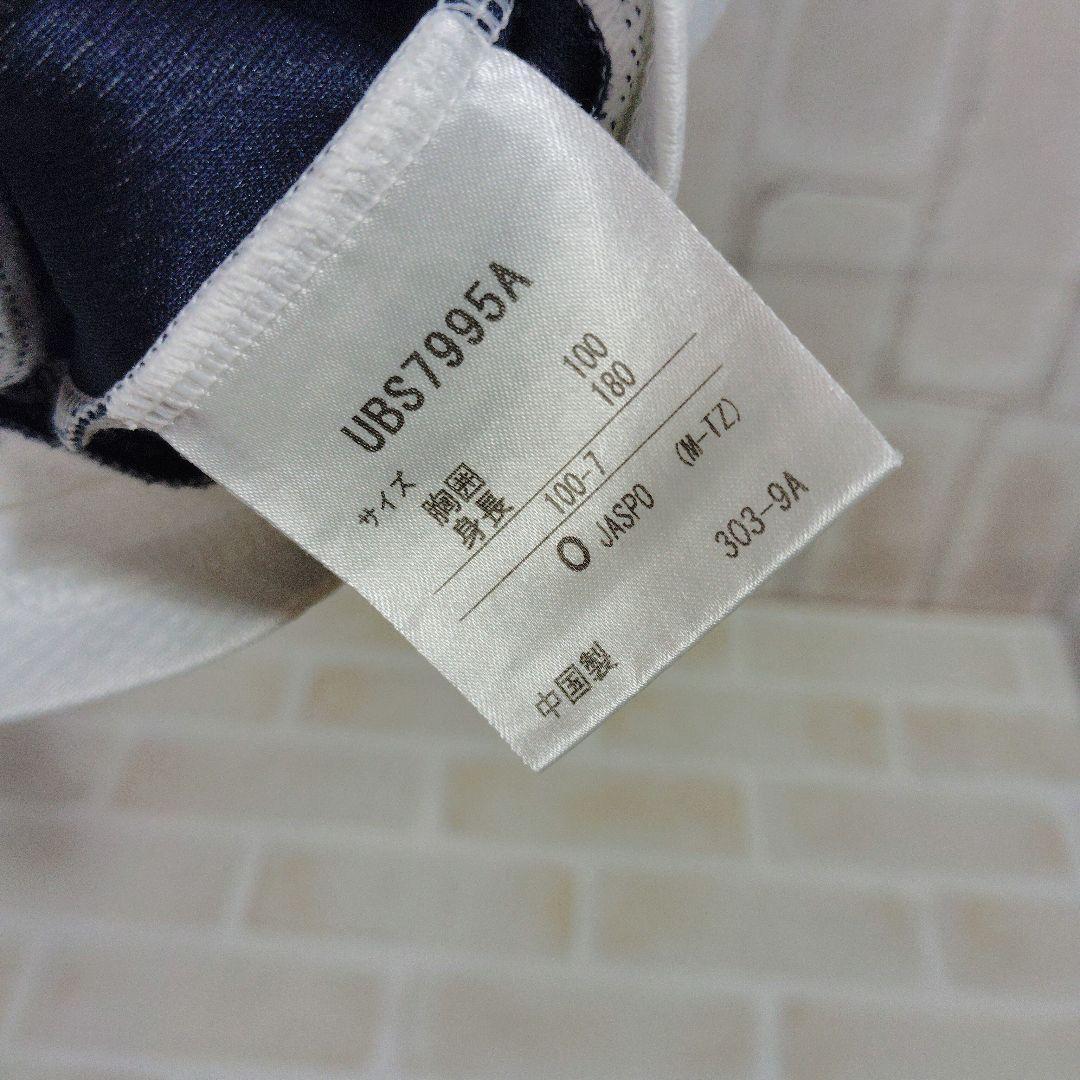 UBS7995A
サイズ
胸囲 100
身長 180
100-7
O JASPO (M-TZ)
303-9A
中国製